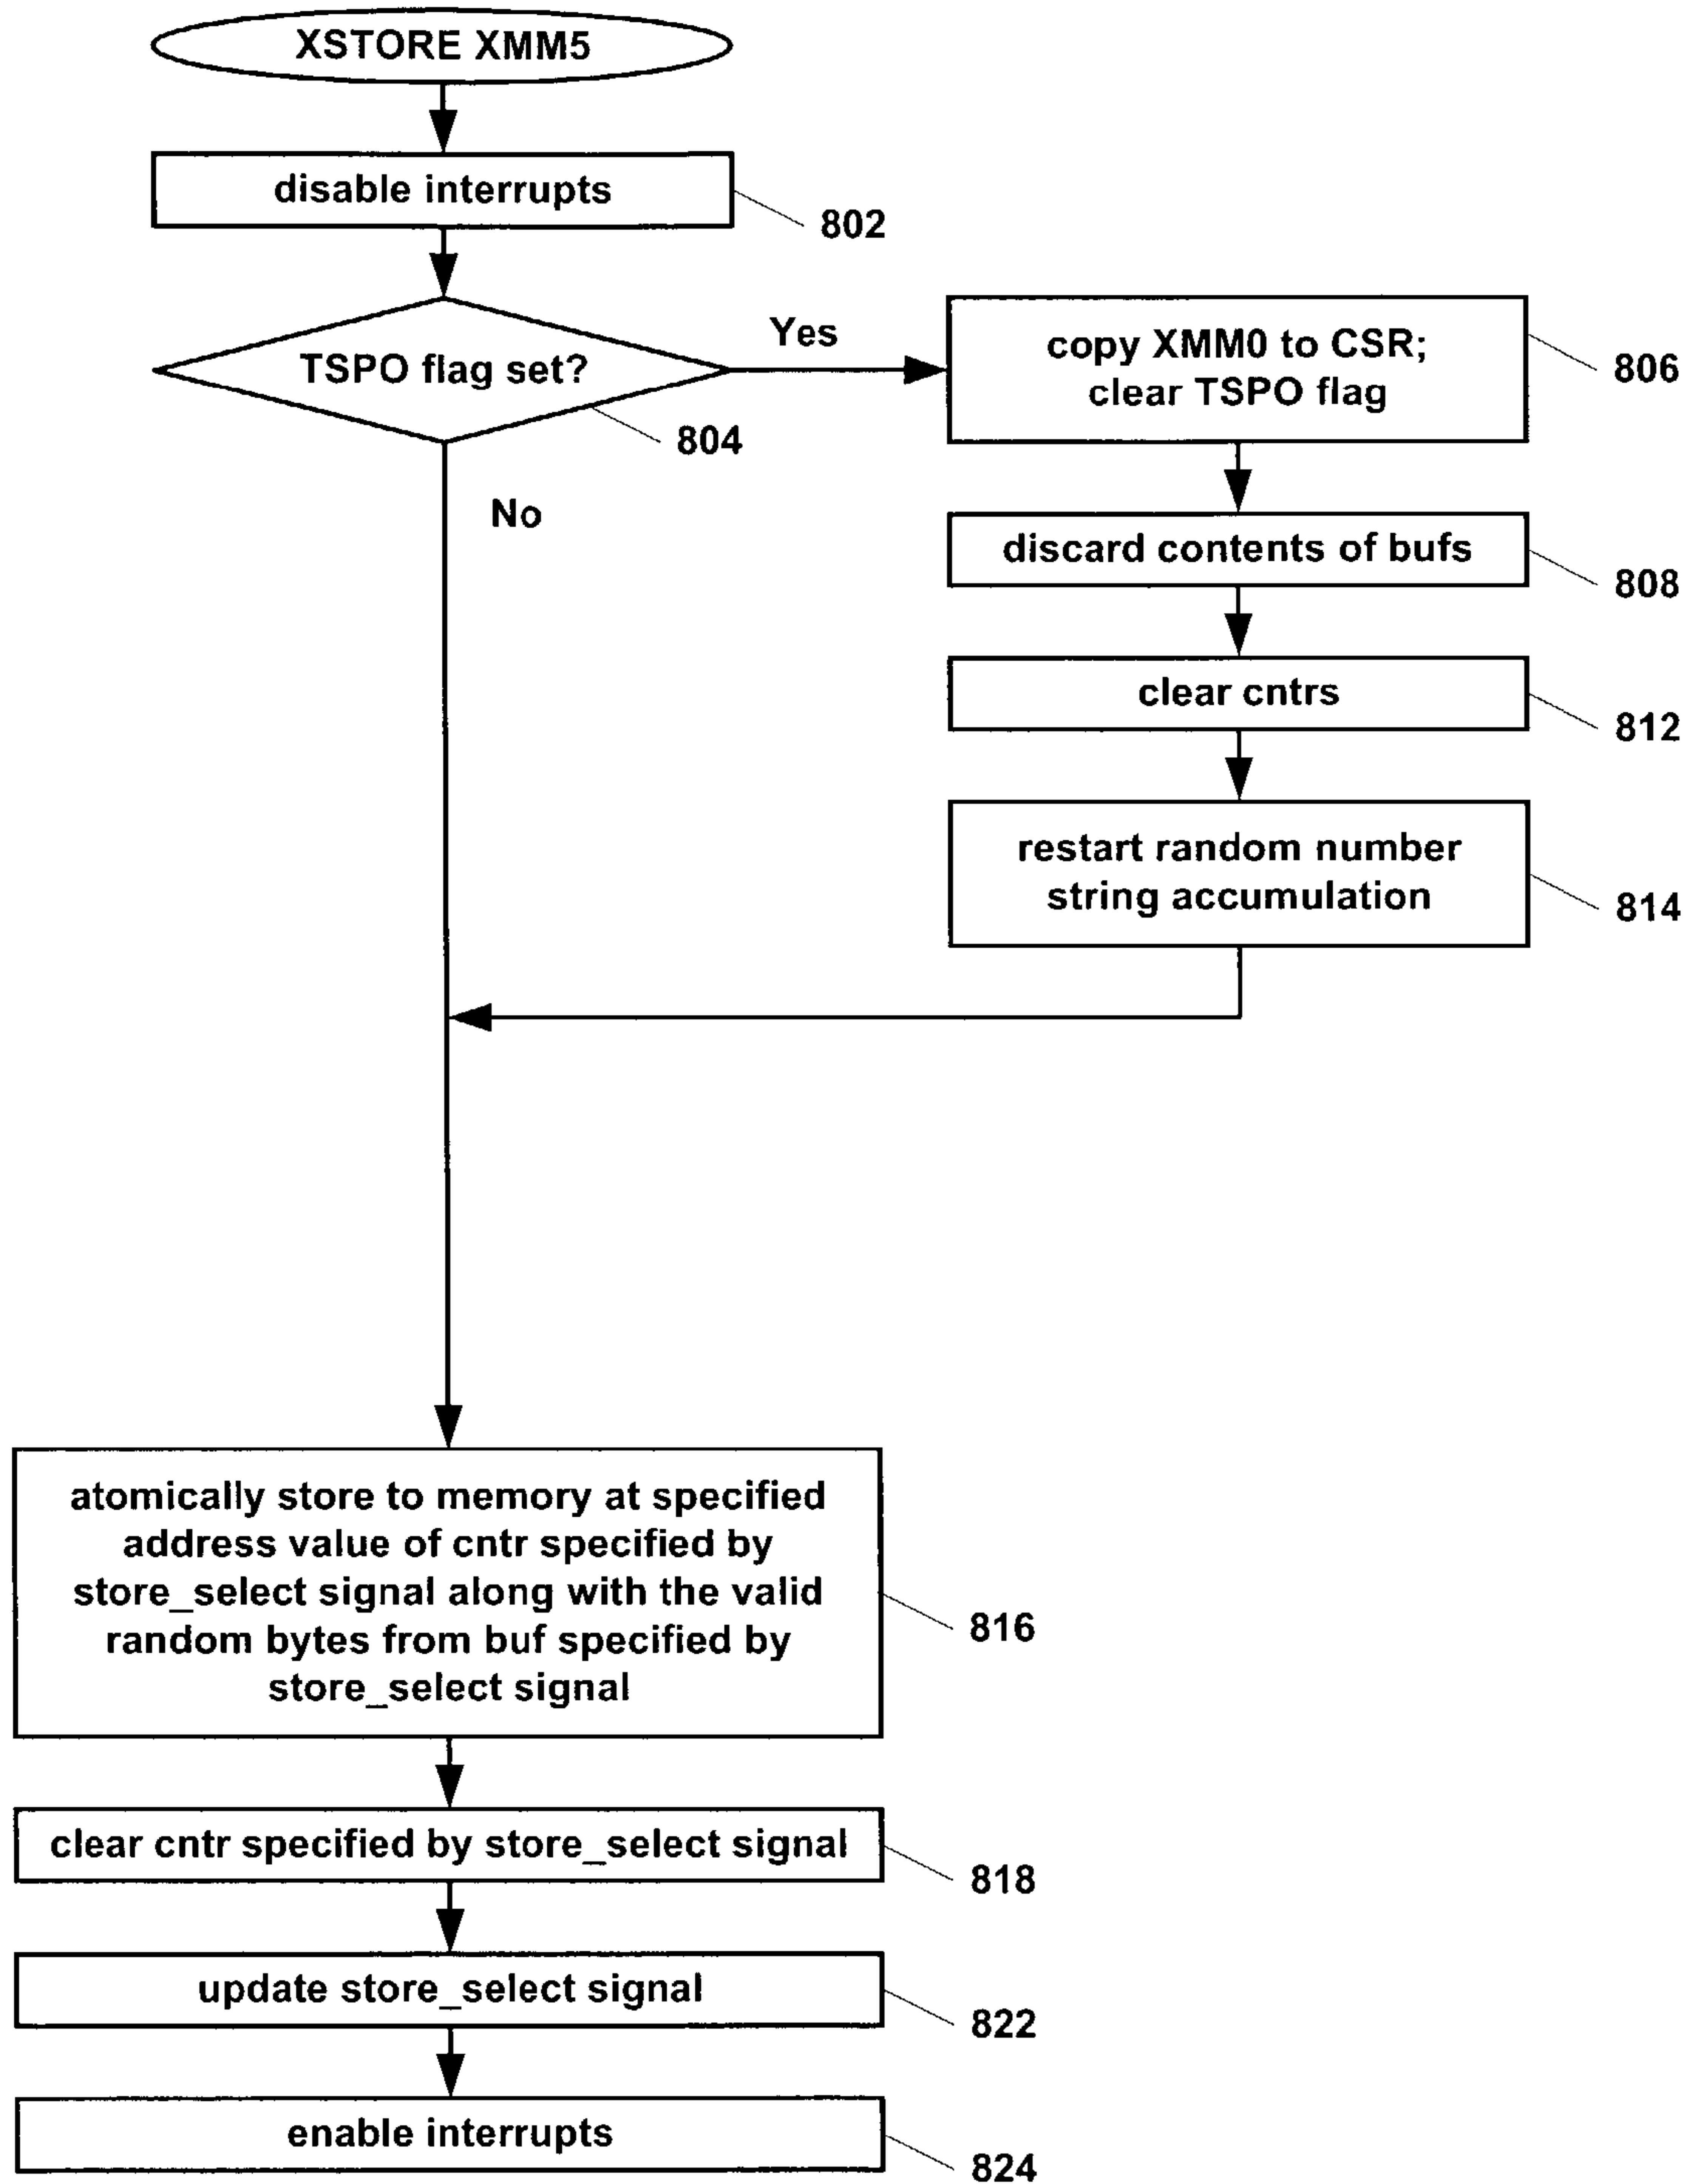 XSTORE XMM5
disable interrupts
802
TSPO flag set?
804
Yes
No
copy XMM0 to CSR;
clear TSPO flag
806
discard contents of bufs
808
clear cntrs
812
restart random number
string accumulation
814
atomically store to memory at specified
address value of cntr specified by
store_select signal along with the valid
random bytes from buf specified by
store_select signal
816
clear cntr specified by store_select signal
818
update store_select signal
822
enable interrupts
824